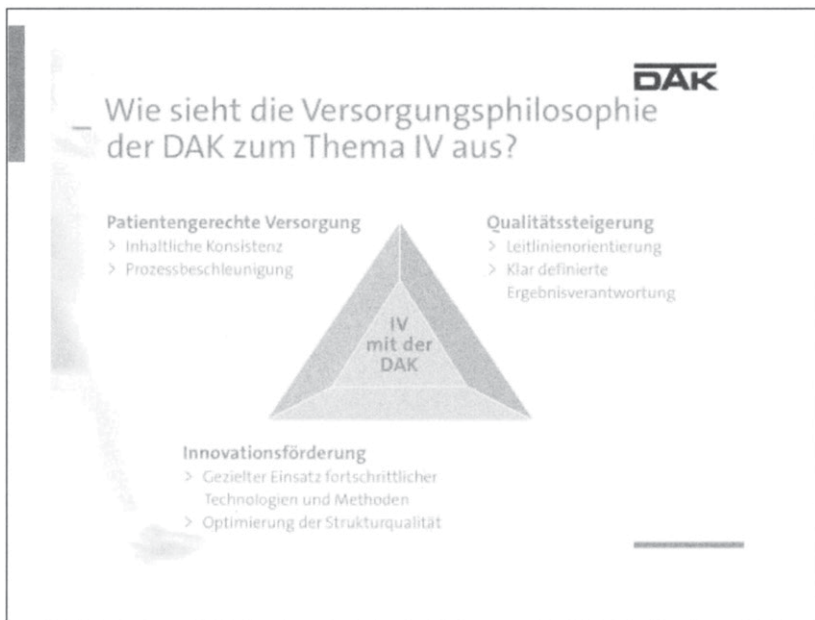 DAK
_ Wie sieht die Versorgungsphilosophie
der DAK zum Thema IV aus?
Patientengerechte Versorgung
> Inhaltliche Konsistenz
> Prozessbeschleunigung
Qualitätssteigerung
> Leitlinienorientierung
> Klar definierte
Ergebnisverantwortung
IV
mit der
DAK
Innovationsförderung
> Gezielter Einsatz fortschrittlicher
Technologien und Methoden
> Optimierung der Strukturqualität